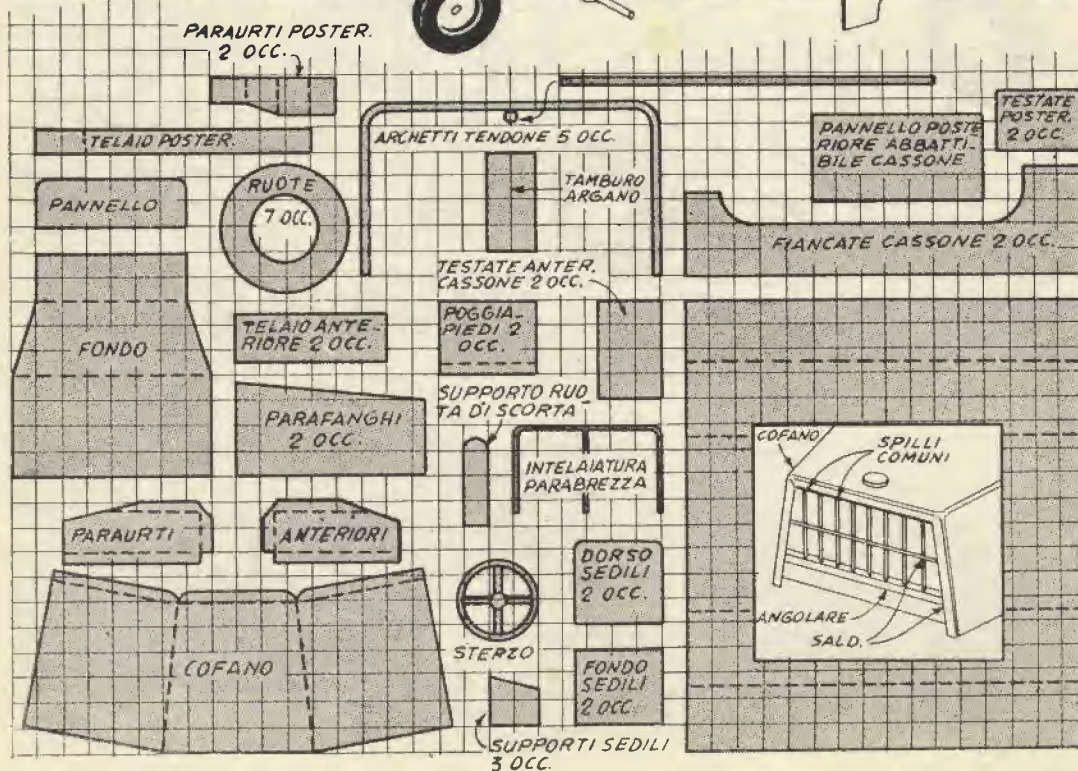 PARAURTI POSTER.
2 OCC.
TELAIO POSTER.
ARCHETTI TENDONE 5 OCC.
PANNELLO POSTE
RIORE ABBATTI-
BILE CASSONE
TESTATE
POSTER.
2 OCC.
PANNELLO
RUOTE
7 OCC.
TAMBURO
ARGANO
FIANCATE CASSONE 2 OCC.
TESTATE ANTER.
CASSONE 2 OCC.
FONDO
TELAIO ANTE-
RIORE 2 OCC.
POGGIA-
PIEDI 2
OCC.
PARAFANGHI
2 OCC.
SUPPORTO RUO_
TA DI SCORTA
INTELAIATURA
PARABREZZA
COFANO
SPILLI
COMUNI
ANGOLARE
SALD.
PARAURTI
ANTERIORI
DORSO
SEDILI
2 OCC.
STERZO
COFANO
FONDO
SEDILI
2 OCC.
SUPPORTI SEDILI
3 OCC.